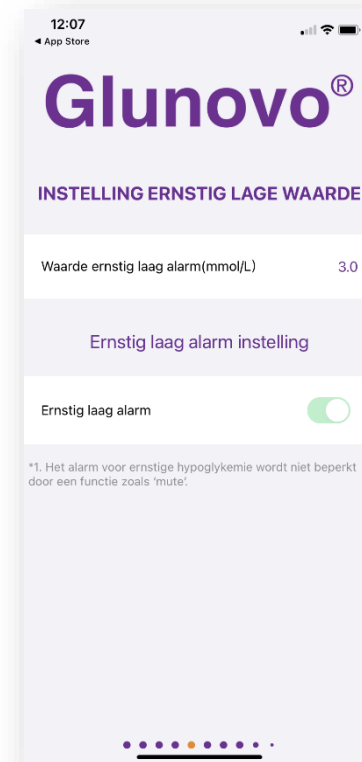 12:07
◀ App Store
Glunovo®
INSTELLING ERNSTIG LAGE WAARDE
Waarde ernstig laag alarm(mmol/L) 3.0
Ernstig laag alarm instelling
Ernstig laag alarm
*1. Het alarm voor ernstige hypoglykemie wordt niet beperkt
door een functie zoals 'mute'.